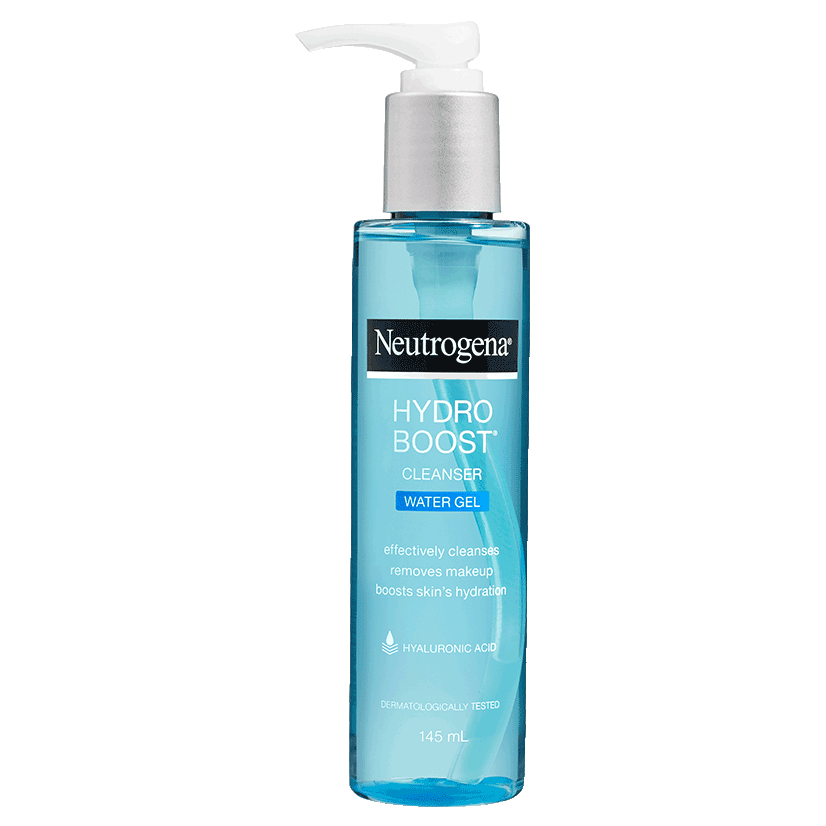 Neutrogena®
HYDRO
BOOST®
CLEANSER
WATER GEL
effectively cleanses
removes makeup
boosts skin's hydration
HYALURONIC ACID
DERMATOLOGICALLY TESTED
145 mL